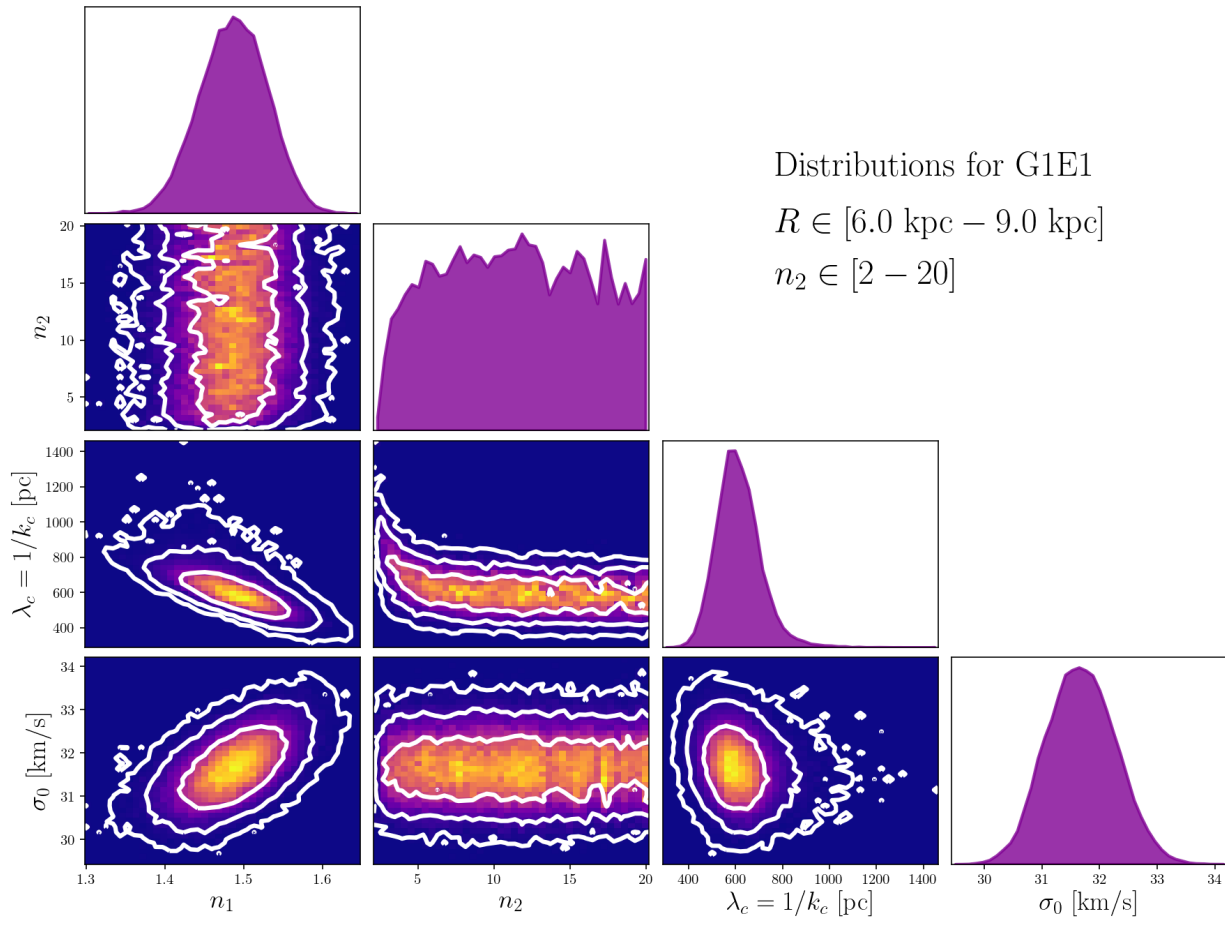 Distributions for G1E1
R ∈ [6.0 kpc − 9.0 kpc]
n₂ ∈ [2 − 20]
20
15
10
5
n₂
1400
1200
1000
800
600
400
λ_c = 1/k_c [pc]
34
33
32
31
30
σ₀ [km/s]
1.3 1.4 1.5 1.6
n₁
5 10 15 20
n₂
400 600 800 1000 1200 1400
λ_c = 1/k_c [pc]
30 31 32 33 34
σ₀ [km/s]